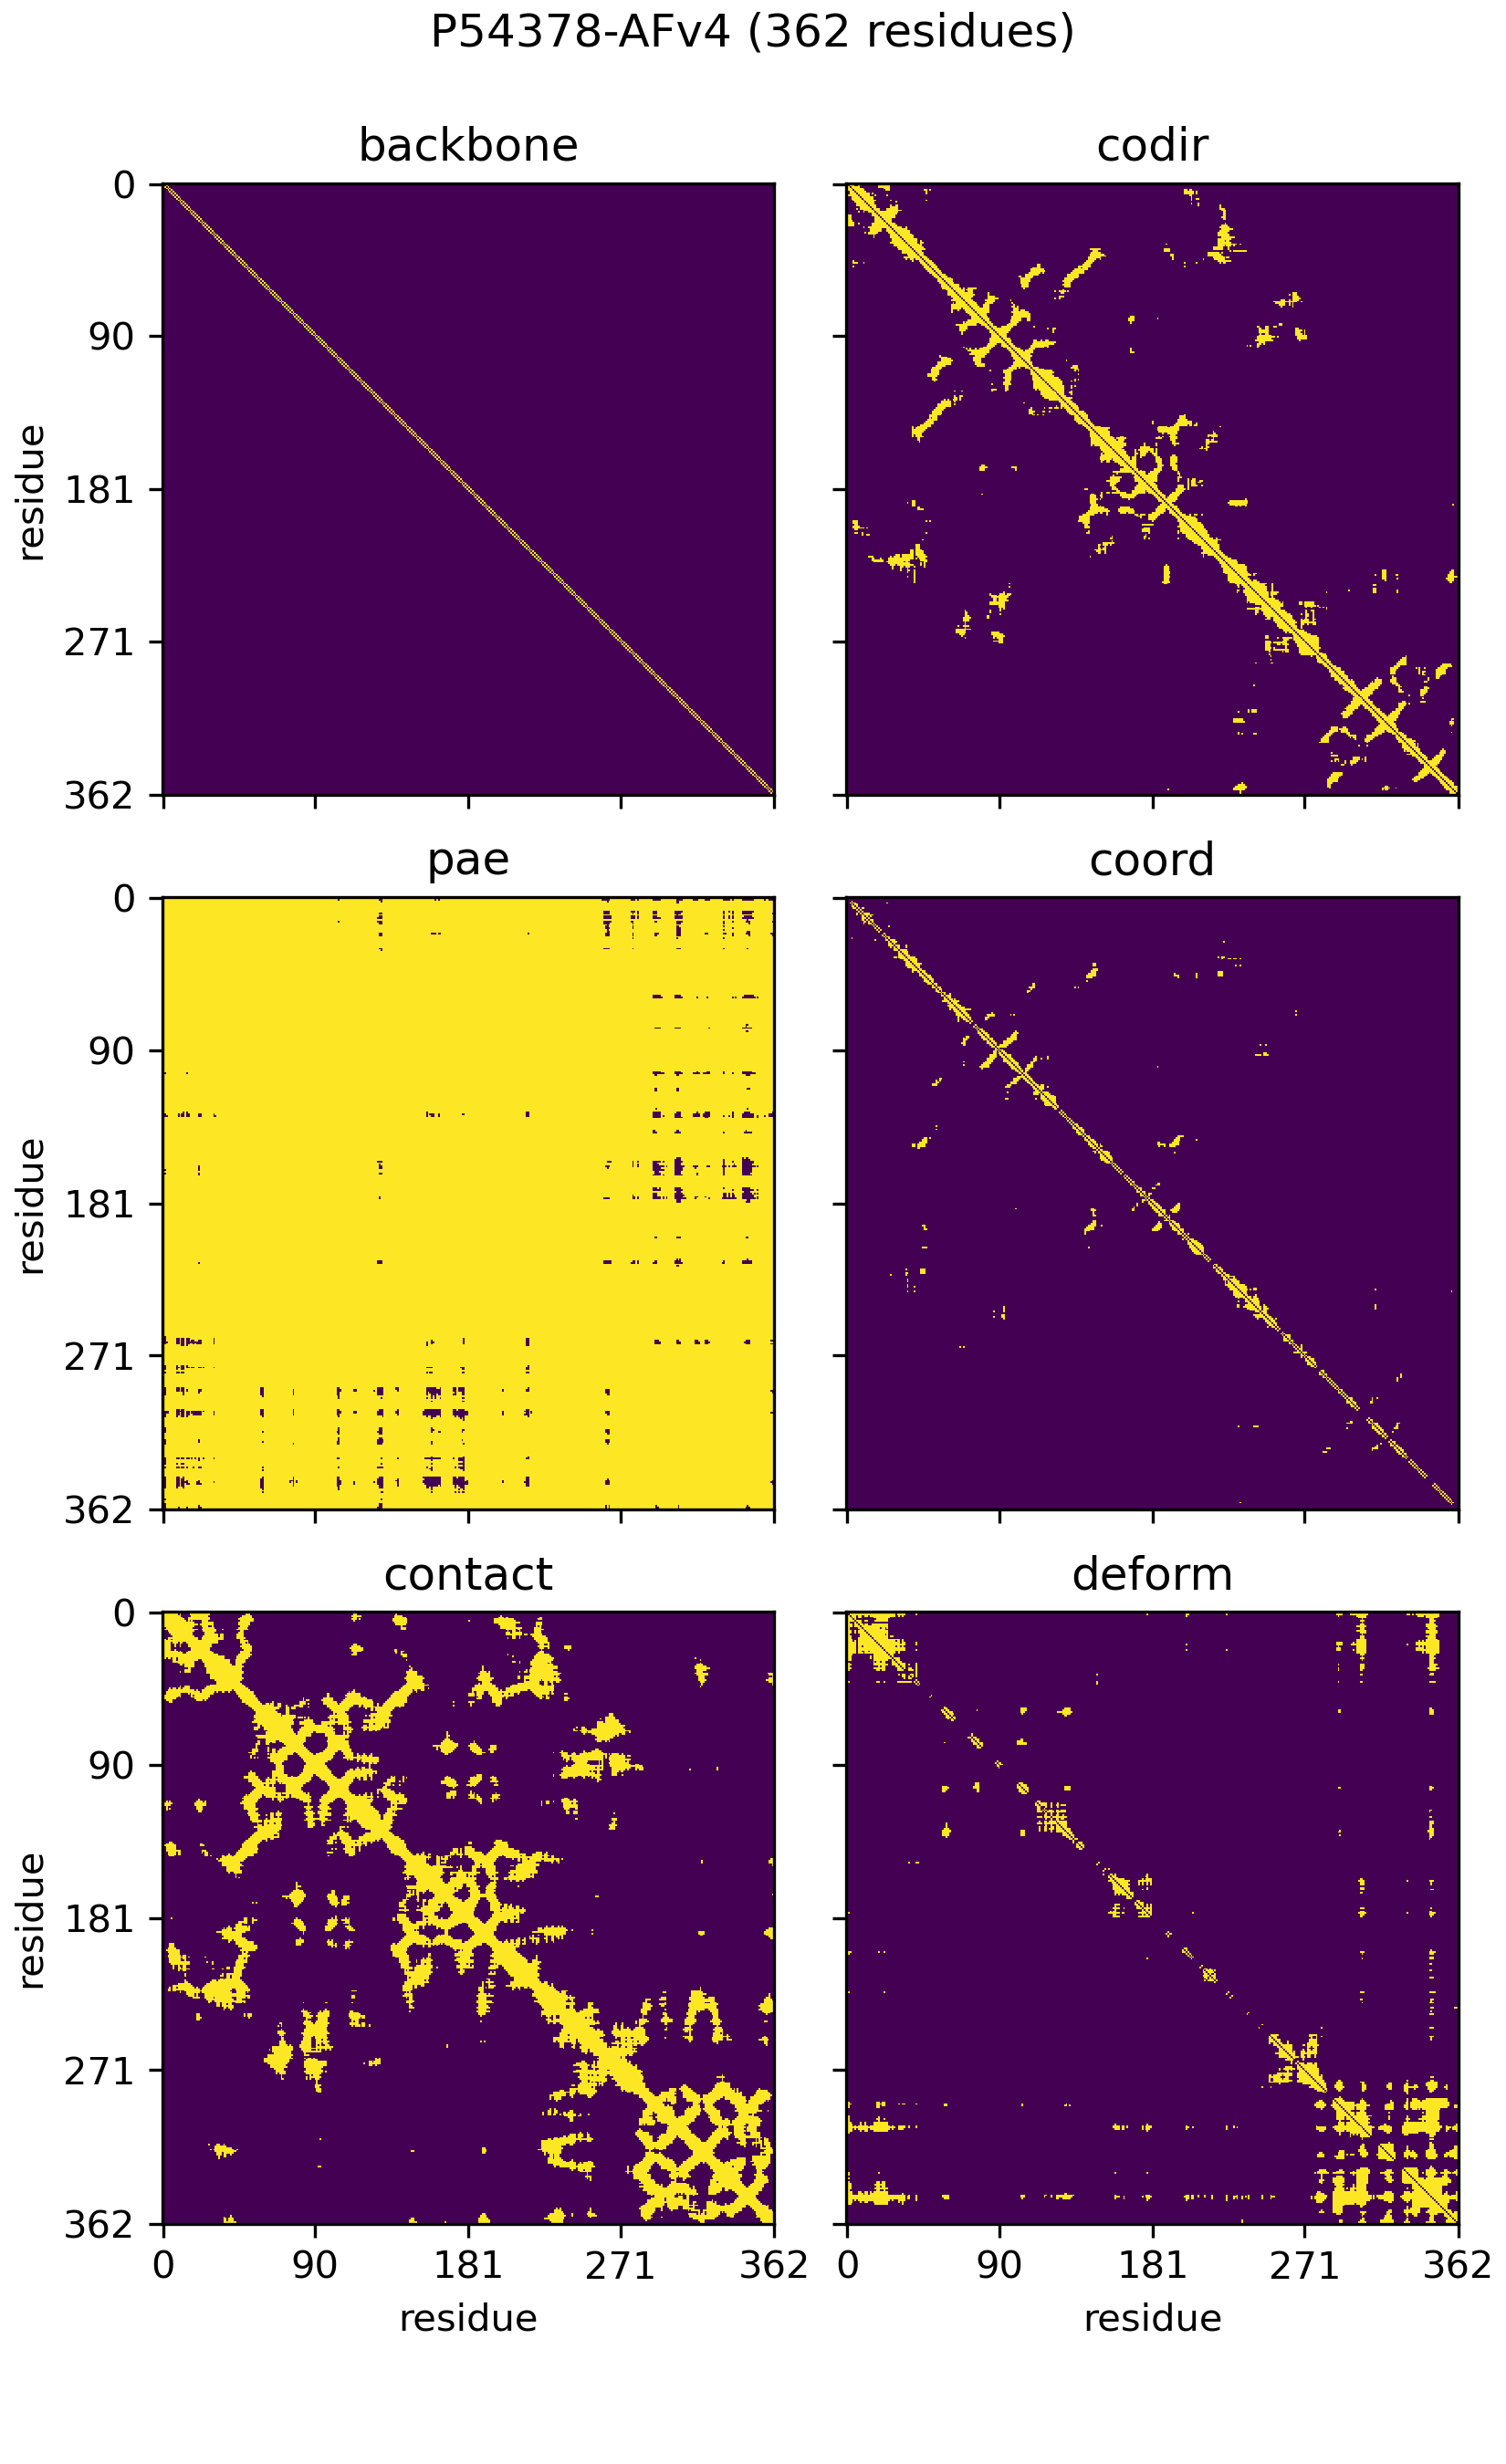 P54378-AFv4 (362 residues)
backbone
codir
0
90
181
271
362
residue
pae
coord
0
90
181
271
362
residue
contact
deform
0
90
181
271
362
residue
0 90 181 271 362
0 90 181 271 362
residue
residue